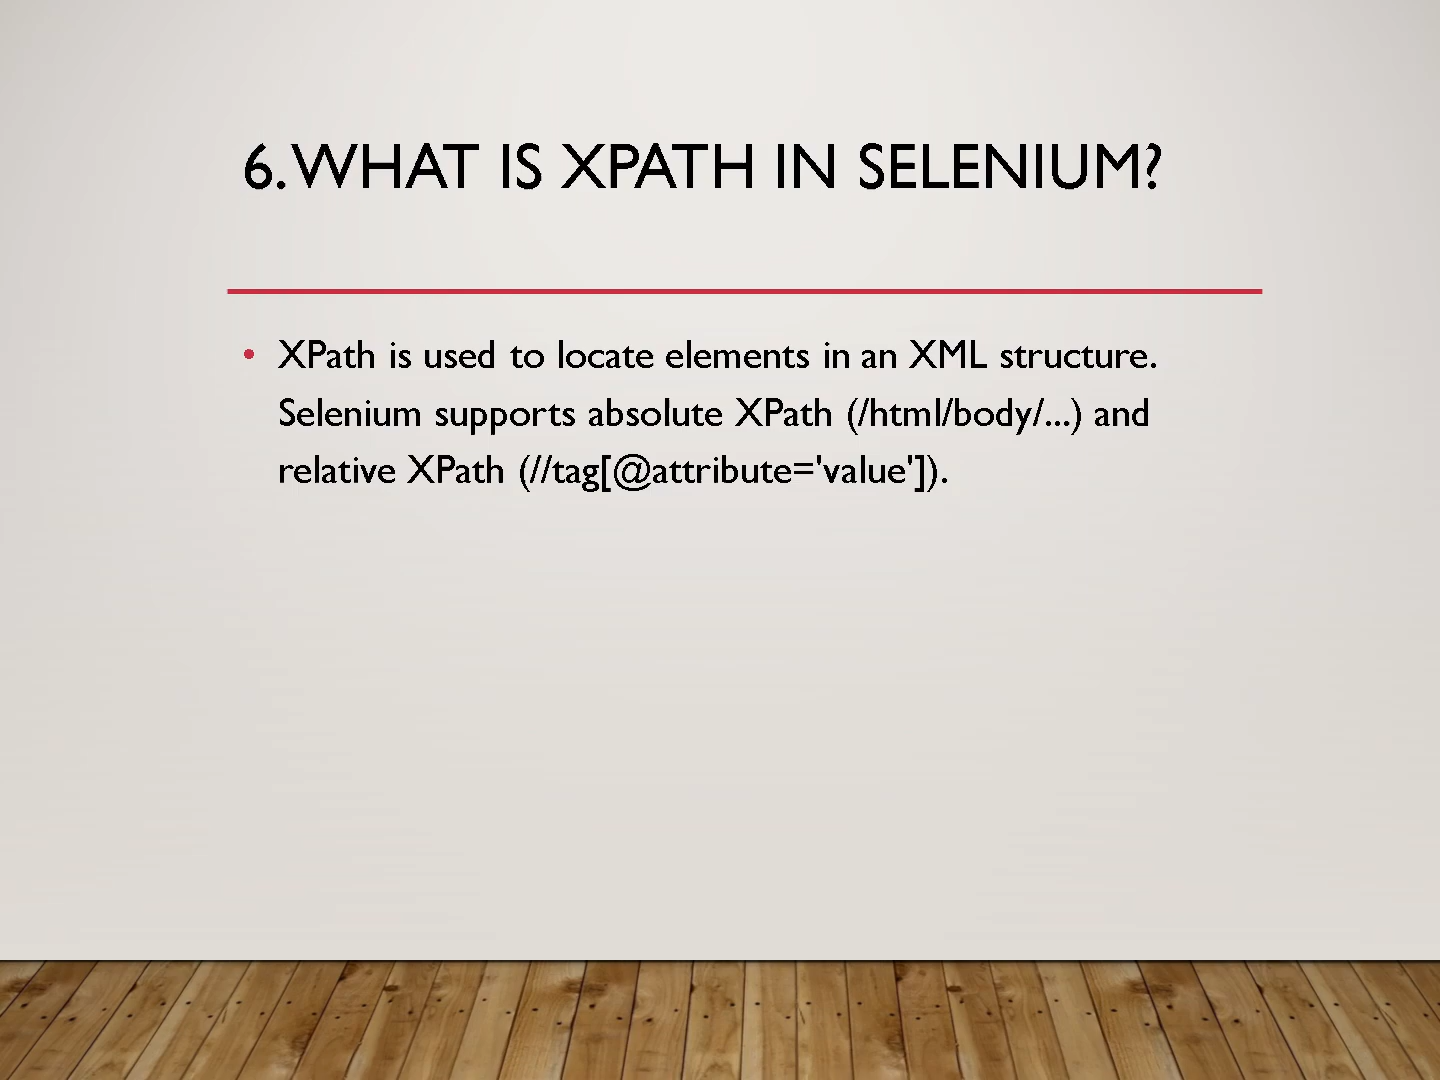 6. WHAT IS XPATH IN SELENIUM?
• XPath is used to locate elements in an XML structure.
Selenium supports absolute XPath (/html/body/...) and
relative XPath (//tag[@attribute='value']).